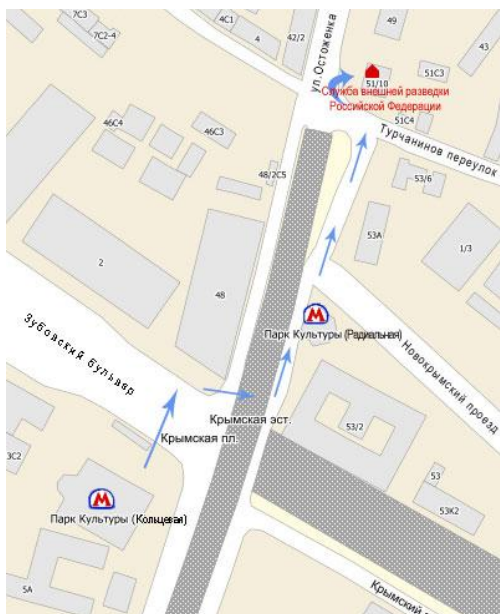 7С3
7С2-4
4С1
4
42/2
ул. Остоженка
49
43
51С3
51/10
Служба внешней разведки
Российской Федерации
51С4
Турчанинов переулок
46С4
46С3
48/2С5
53/6
53А
1/3
2
48
М
Парк Культуры (Радиальная)
Зубовский бульвар
Новокрымский проезд
Крымская эст.
Крымская пл.
53/2
3С2
М
Парк Культуры (Кольцевая)
53
53К2
5А
Крымский